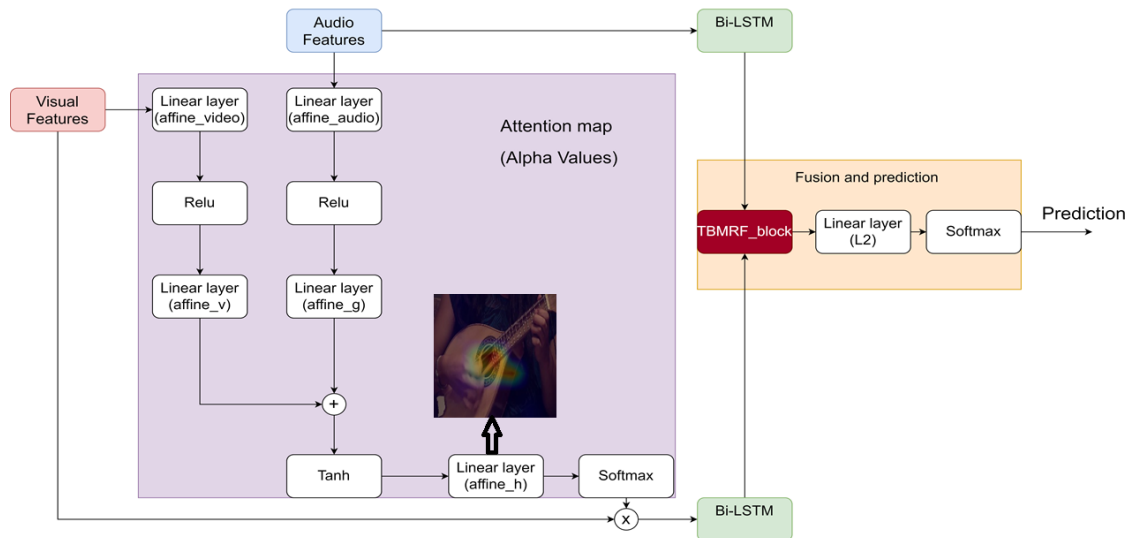 Audio
Features
Bi-LSTM
Visual
Features
Linear layer
(affine_video)
Linear layer
(affine_audio)
Attention map
(Alpha Values)
Relu
Relu
Fusion and prediction
TBMRF_block
Linear layer
(L2)
Softmax
Prediction
Linear layer
(affine_v)
Linear layer
(affine_g)
+
Tanh
Linear layer
(affine_h)
Softmax
x
Bi-LSTM